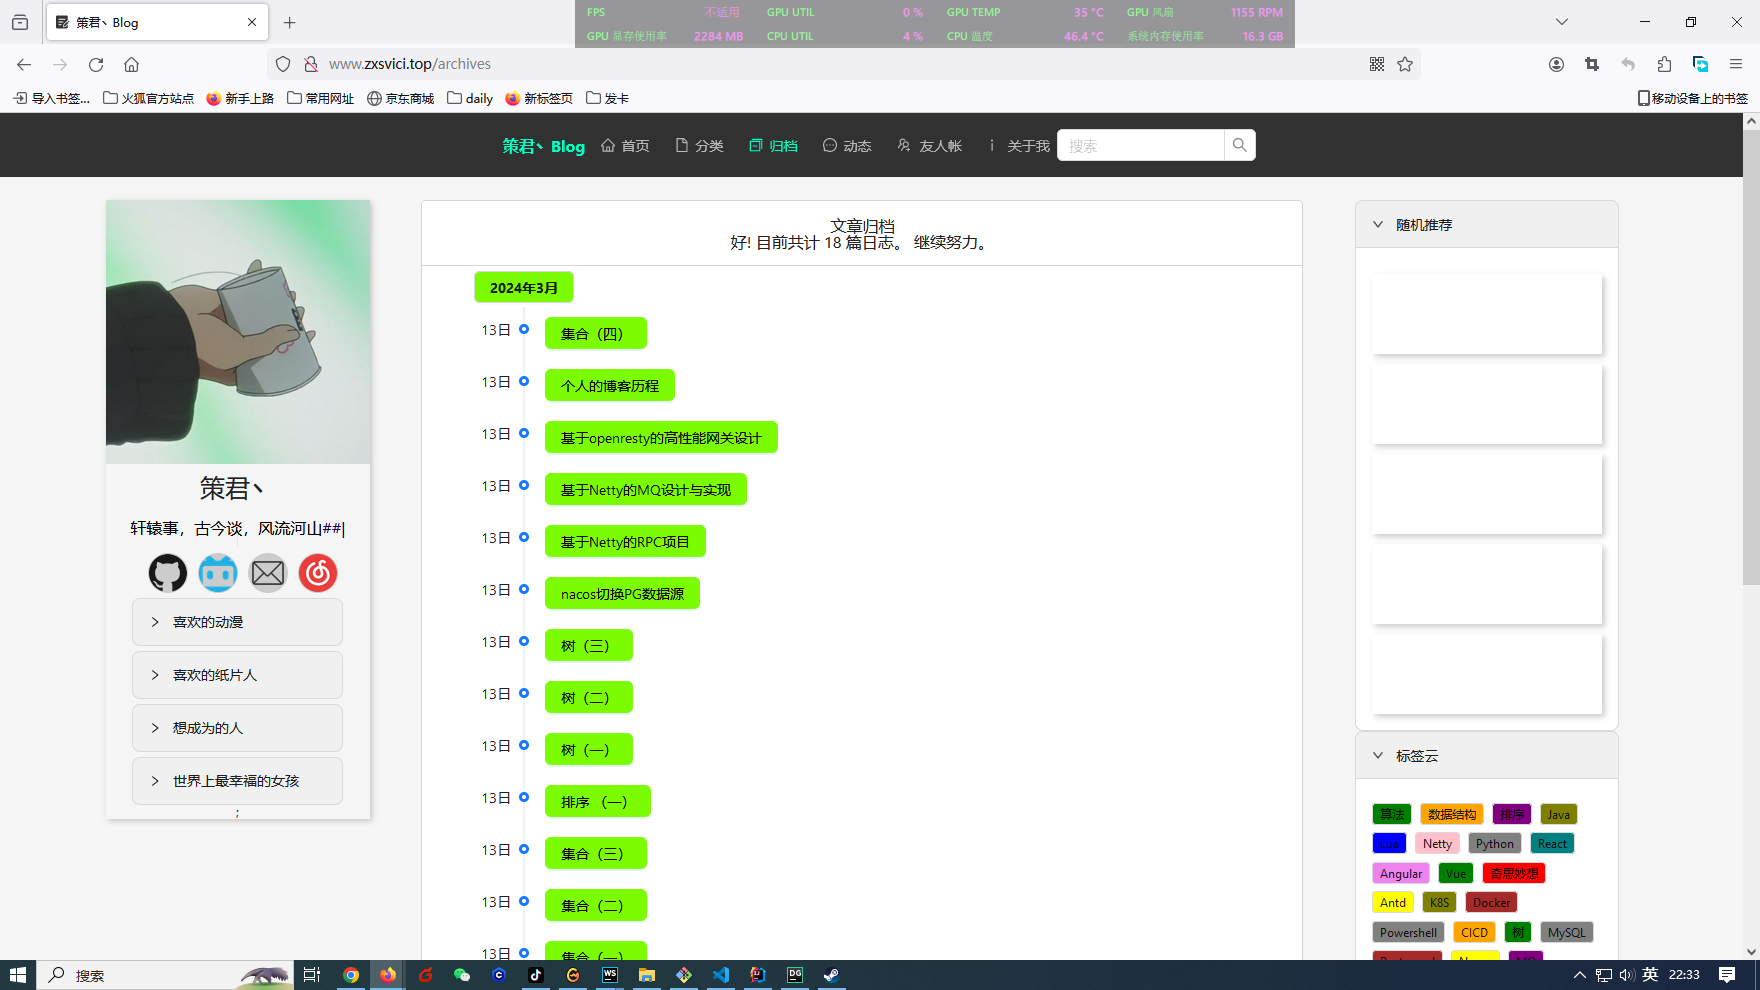 策君丶 Blog
FPS 不适用 GPU UTIL 0 % GPU TEMP 35 °C GPU 风扇 1155 RPM
GPU 显存使用率 2284 MB CPU UTIL 4 % CPU 温度 46.4 °C 系统内存使用率 16.3 GB
www.zxsvici.top/archives
导入书签... 火狐官方站点 新手上路 常用网址 京东商城 daily 新标签页 发卡 移动设备上的书签
策君丶 Blog 首页 分类 归档 动态 友人帐 关于我 搜索
策君丶
轩辕事，古今谈，风流河山##|
喜欢的动漫
喜欢的纸片人
想成为的人
世界上最幸福的女孩
;
文章归档
好! 目前共计 18 篇日志。 继续努力。
2024年3月
13日 集合（四）
13日 个人的博客历程
13日 基于openresty的高性能网关设计
13日 基于Netty的MQ设计与实现
13日 基于Netty的RPC项目
13日 nacos切换PG数据源
13日 树（三）
13日 树（二）
13日 树（一）
13日 排序 （一）
13日 集合（三）
13日 集合（二）
13日 集合（一）
随机推荐
标签云
算法 数据结构 排序 Java
Lua Netty Python React
Angular Vue 奇思妙想
Antd K8S Docker
Powershell CICD 树 MySQL
搜索
英 22:33